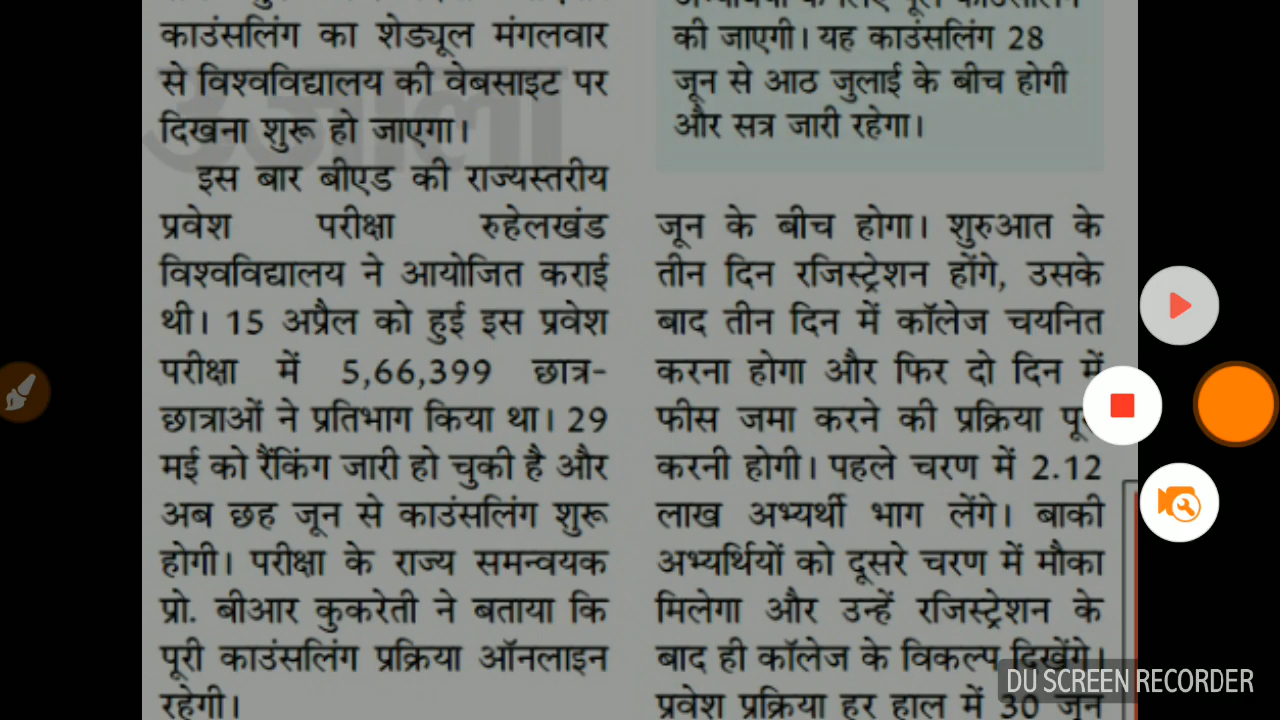 काउंसलिंग का शेड्यूल मंगलवार
से विश्वविद्यालय की वेबसाइट पर
दिखना शुरू हो जाएगा।
इस बार बीएड की राज्यस्तरीय
प्रवेश परीक्षा रुहेलखंड
विश्वविद्यालय ने आयोजित कराई
थी। 15 अप्रैल को हुई इस प्रवेश
परीक्षा में 5,66,399 छात्र-
छात्राओं ने प्रतिभाग किया था। 29
मई को रैंकिंग जारी हो चुकी है और
अब छह जून से काउंसलिंग शुरू
होगी। परीक्षा के राज्य समन्वयक
प्रो. बीआर कुकरेती ने बताया कि
पूरी काउंसलिंग प्रक्रिया ऑनलाइन
रहेगी।
की जाएगी। यह काउंसलिंग 28
जून से आठ जुलाई के बीच होगी
और सत्र जारी रहेगा।
जून के बीच होगा। शुरुआत के
तीन दिन रजिस्ट्रेशन होंगे, उसके
बाद तीन दिन में कॉलेज चयनित
करना होगा और फिर दो दिन में
फीस जमा करने की प्रक्रिया
करनी होगी। पहले चरण में 2.12
लाख अभ्यर्थी भाग लेंगे। बाकी
अभ्यर्थियों को दूसरे चरण में मौका
मिलेगा और उन्हें रजिस्ट्रेशन के
बाद ही कॉलेज के विकल्प दिखेंगे।
प्रवेश प्रक्रिया हर हाल में 30 जून
उजाला
DU SCREEN RECORDER